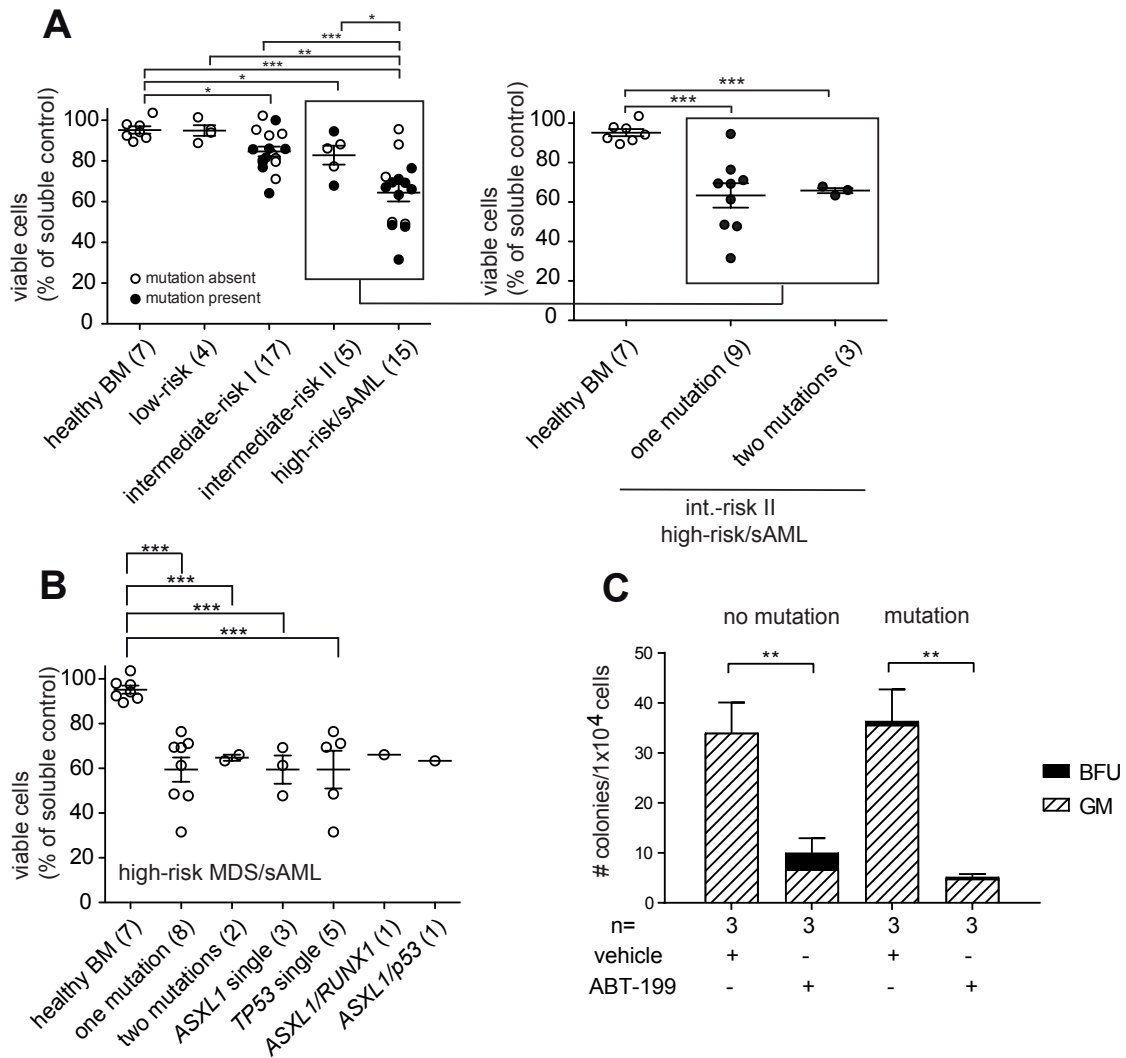 A
*
***
**
***
*
*
viable cells
(% of soluble control)
100
80
60
40
20
0
mutation absent
mutation present
healthy BM (7)
low-risk (4)
intermediate-risk I (17)
intermediate-risk II (5)
high-risk/sAML (15)
***
***
viable cells
(% of soluble control)
100
80
60
40
20
0
healthy BM (7)
one mutation (9)
two mutations (3)
int.-risk II
high-risk/sAML
B
***
***
***
***
viable cells
(% of soluble control)
100
80
60
40
20
0
high-risk MDS/sAML
healthy BM (7)
one mutation (8)
two mutations (2)
ASXL1 single (3)
TP53 single (5)
ASXL1/RUNX1 (1)
ASXL1/p53 (1)
C
no mutation mutation
** **
# colonies/1x10⁴ cells
50
40
30
20
10
0
BFU
GM
n= 3 3 3 3
vehicle + - + -
ABT-199 - + - +